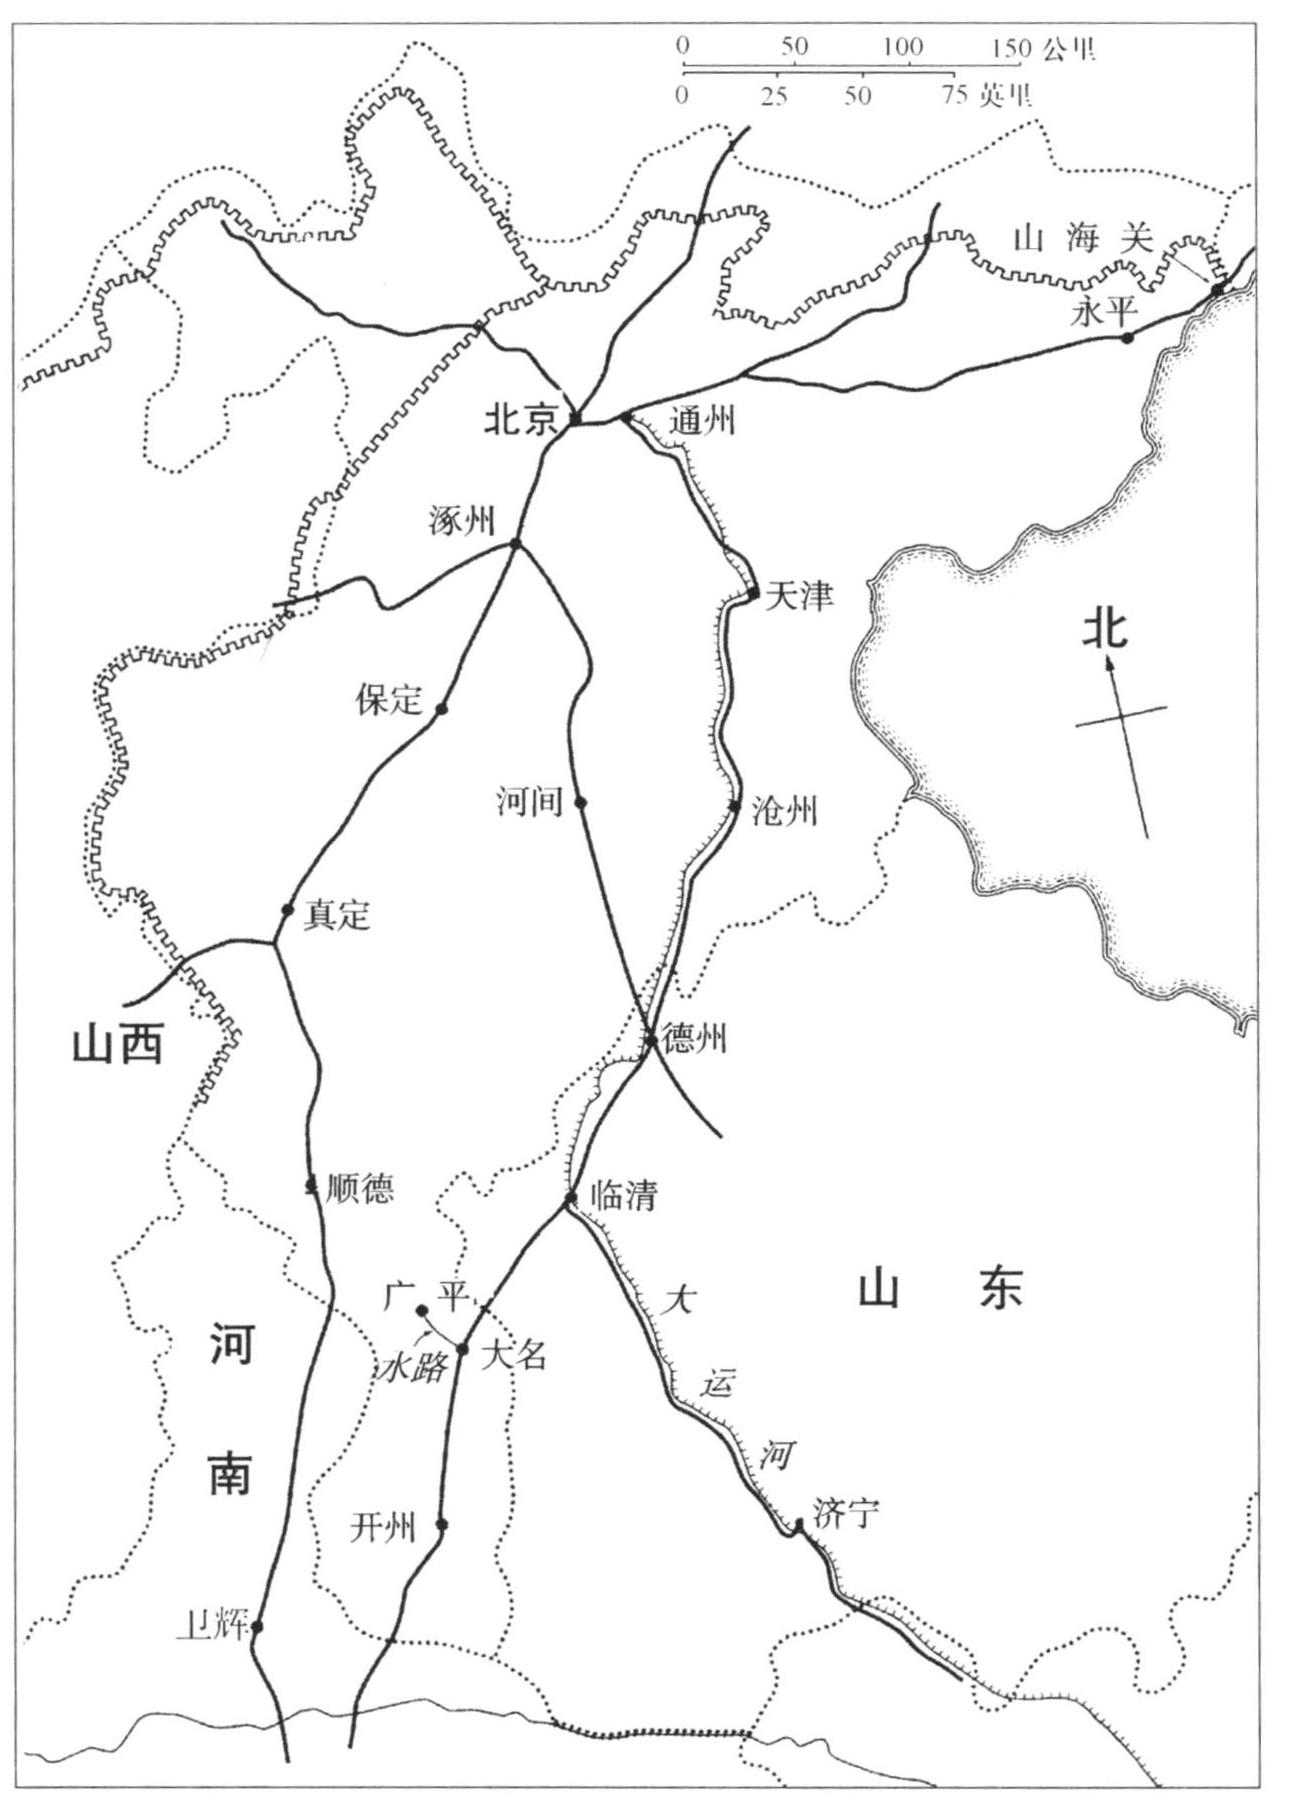 0 50 100 150 公里
0 25 50 75 英里
山海关
永平
北京
通州
涿州
天津
北
保定
河间
沧州
真定
山西
德州
顺德
临清
广平
山东
大运河
河南
水路
大名
开州
济宁
卫辉